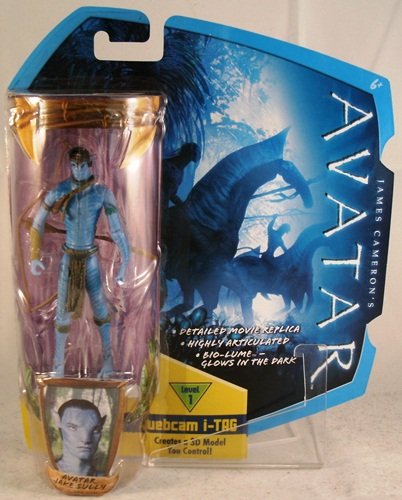 6+
JAMES CAMERON'S
AVATAR
• DETAILED MOVIE REPLICA
• HIGHLY ARTICULATED
• BIO-LUME –
GLOWS IN THE DARK
Level
1
webcam i-TAG
Creates a 3D Model
You Control!
AVATAR
JAKE SULLY